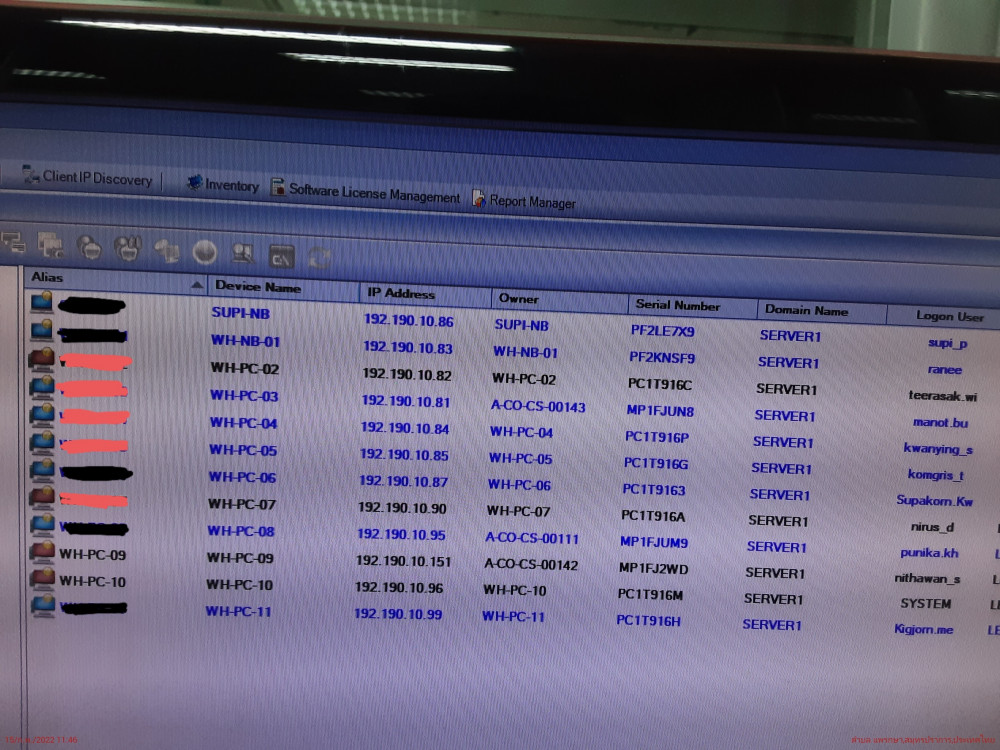 Client IP Discovery Inventory Software License Management Report Manager
C:\
Alias Device Name IP Address Owner Serial Number Domain Name Logon User
SUPI-NB 192.190.10.86 SUPI-NB PF2LE7X9 SERVER1 supi_p
WH-NB-01 192.190.10.83 WH-NB-01 PF2KNSF9 SERVER1 ranee
WH-PC-02 192.190.10.82 WH-PC-02 PC1T916C SERVER1 teerasak.wi
WH-PC-03 192.190.10.81 A-CO-CS-00143 MP1FJUN8 SERVER1 manot.bu
WH-PC-04 192.190.10.84 WH-PC-04 PC1T916P SERVER1 kwanying_s
WH-PC-05 192.190.10.85 WH-PC-05 PC1T916G SERVER1 komgris_t
WH-PC-06 192.190.10.87 WH-PC-06 PC1T9163 SERVER1 Supakorn.Kw
WH-PC-07 192.190.10.90 WH-PC-07 PC1T916A SERVER1 nirus_d
WH-PC-08 192.190.10.95 A-CO-CS-00111 MP1FJUM9 SERVER1 punika.kh
WH-PC-09 WH-PC-09 192.190.10.151 A-CO-CS-00142 MP1FJ2WD SERVER1 nithawan_s
WH-PC-10 WH-PC-10 192.190.10.96 WH-PC-10 PC1T916M SERVER1 SYSTEM
WH-PC-11 192.190.10.99 WH-PC-11 PC1T916H SERVER1 Kigjorn.me
2022 11:46